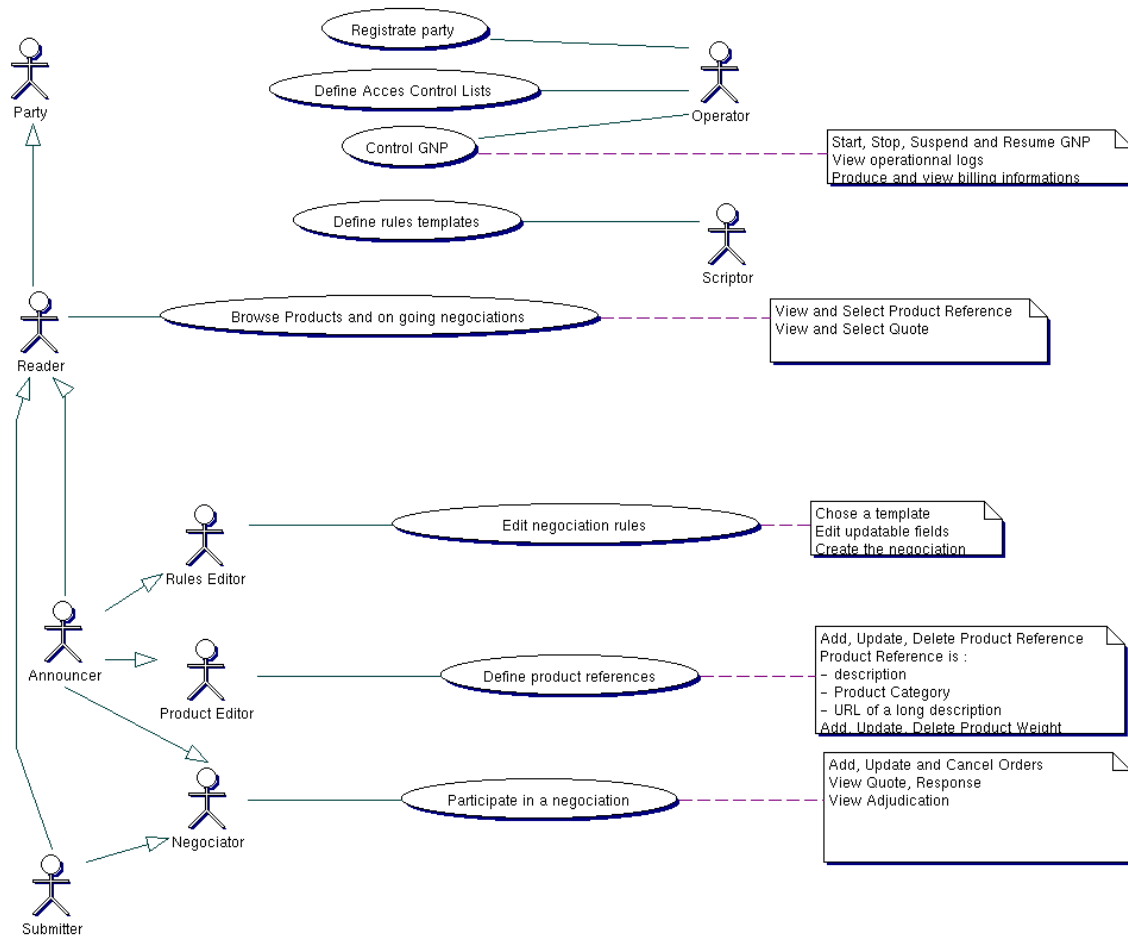 Registrate party
Party
Define Acces Control Lists
Operator
Control GNP
Start, Stop, Suspend and Resume GNP
View operationnal logs
Produce and view billing informations
Define rules templates
Scriptor
Browse Products and on going negociations
View and Select Product Reference
View and Select Quote
Reader
Edit negociation rules
Chose a template
Edit updatable fields
Create the negociation
Rules Editor
Announcer
Define product references
Add, Update, Delete Product Reference
Product Reference is :
– description
– Product Category
– URL of a long description
Add, Update, Delete Product Weight
Product Editor
Participate in a negociation
Add, Update and Cancel Orders
View Quote, Response
View Adjudication
Negociator
Submitter